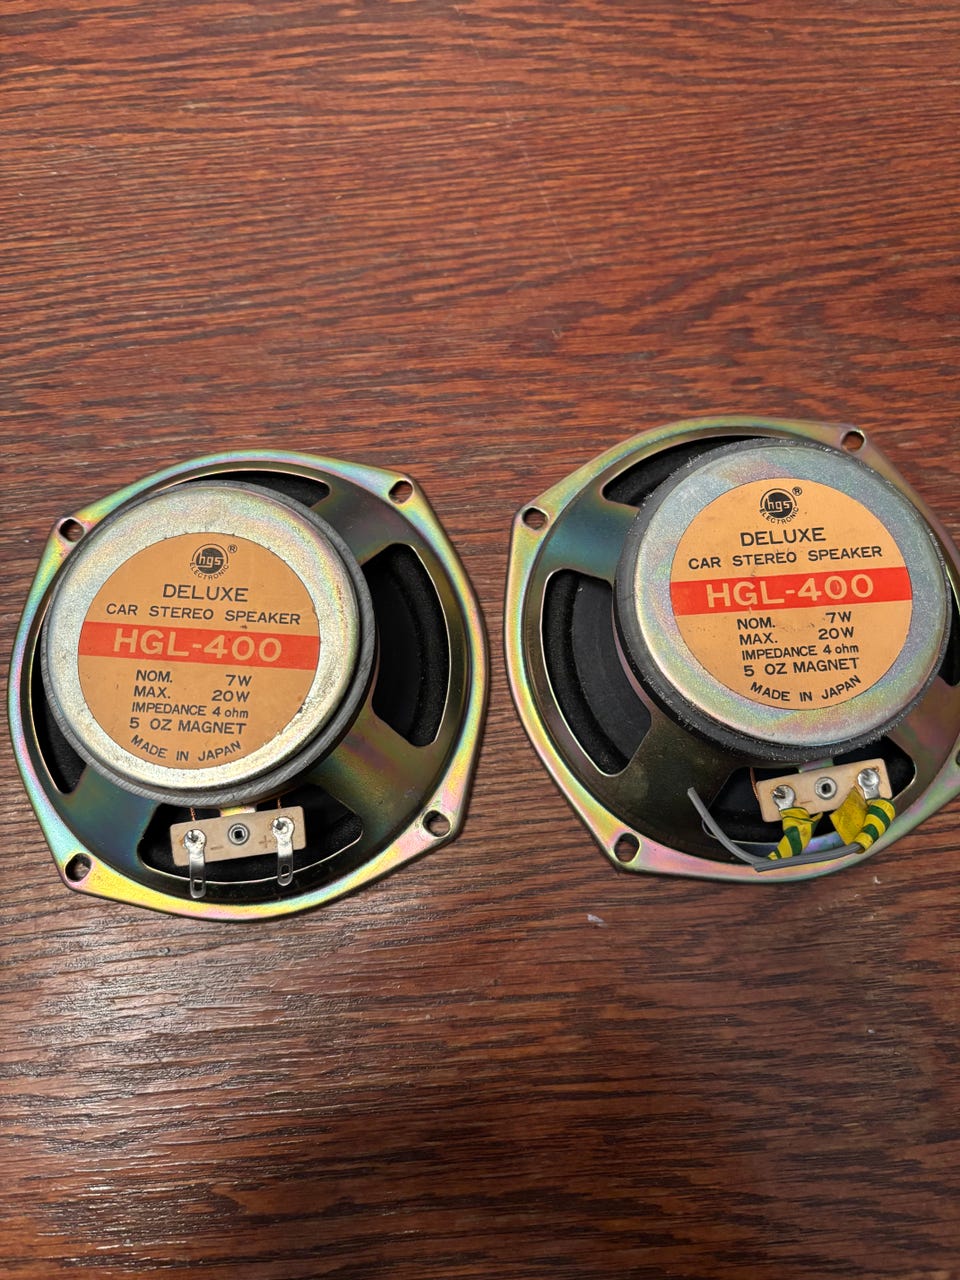 hgs ®
ELECTRONIC
DELUXE
CAR STEREO SPEAKER
HGL-400
NOM. 7W
MAX. 20W
IMPEDANCE 4 ohm
5 OZ MAGNET
MADE IN JAPAN
- +
hgs ®
ELECTRONIC
DELUXE
CAR STEREO SPEAKER
HGL-400
NOM. 7W
MAX. 20W
IMPEDANCE 4 ohm
5 OZ MAGNET
MADE IN JAPAN